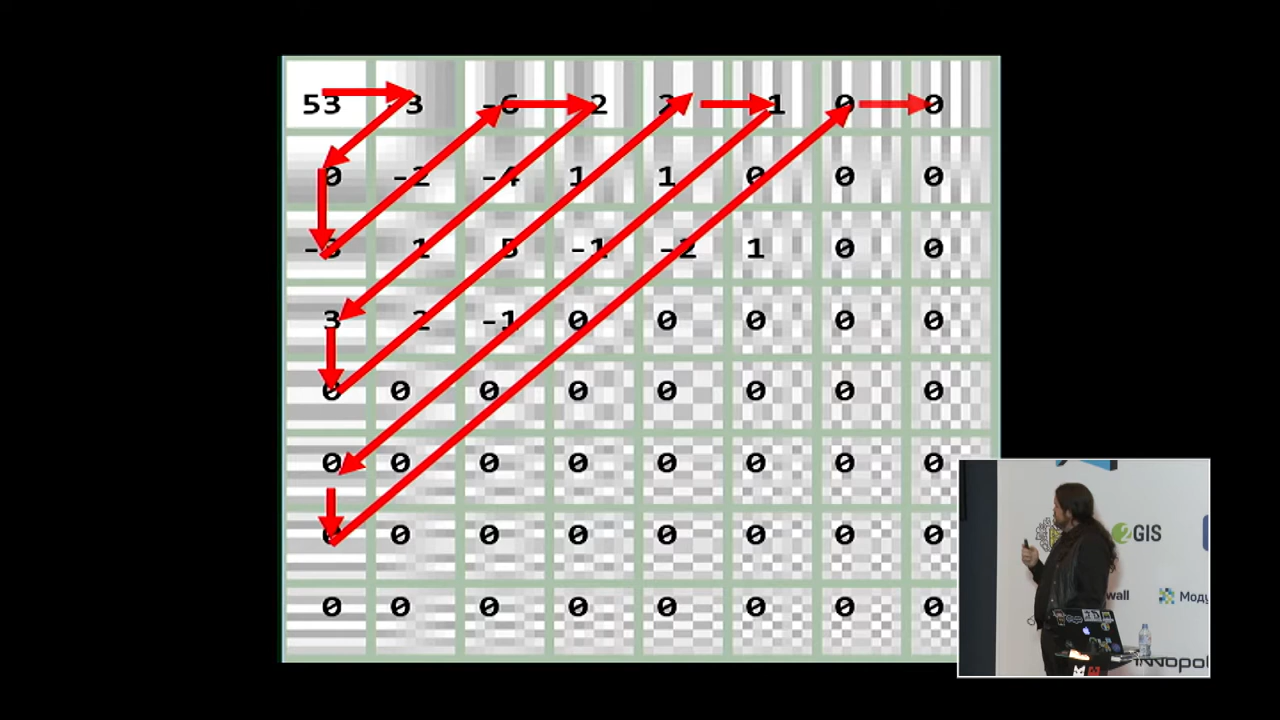 53 -3 -6 2 2 1 0 0
0 -2 -4 1 1 0 0 0
-3 1 5 -1 -2 1 0 0
3 2 -1 0 0 0 0 0
0 0 0 0 0 0 0 0
0 0 0 0 0 0 0 0
0 0 0 0 0 0 0 0
0 0 0 0 0 0 0 0
2GIS
wall
Моду
nnopol